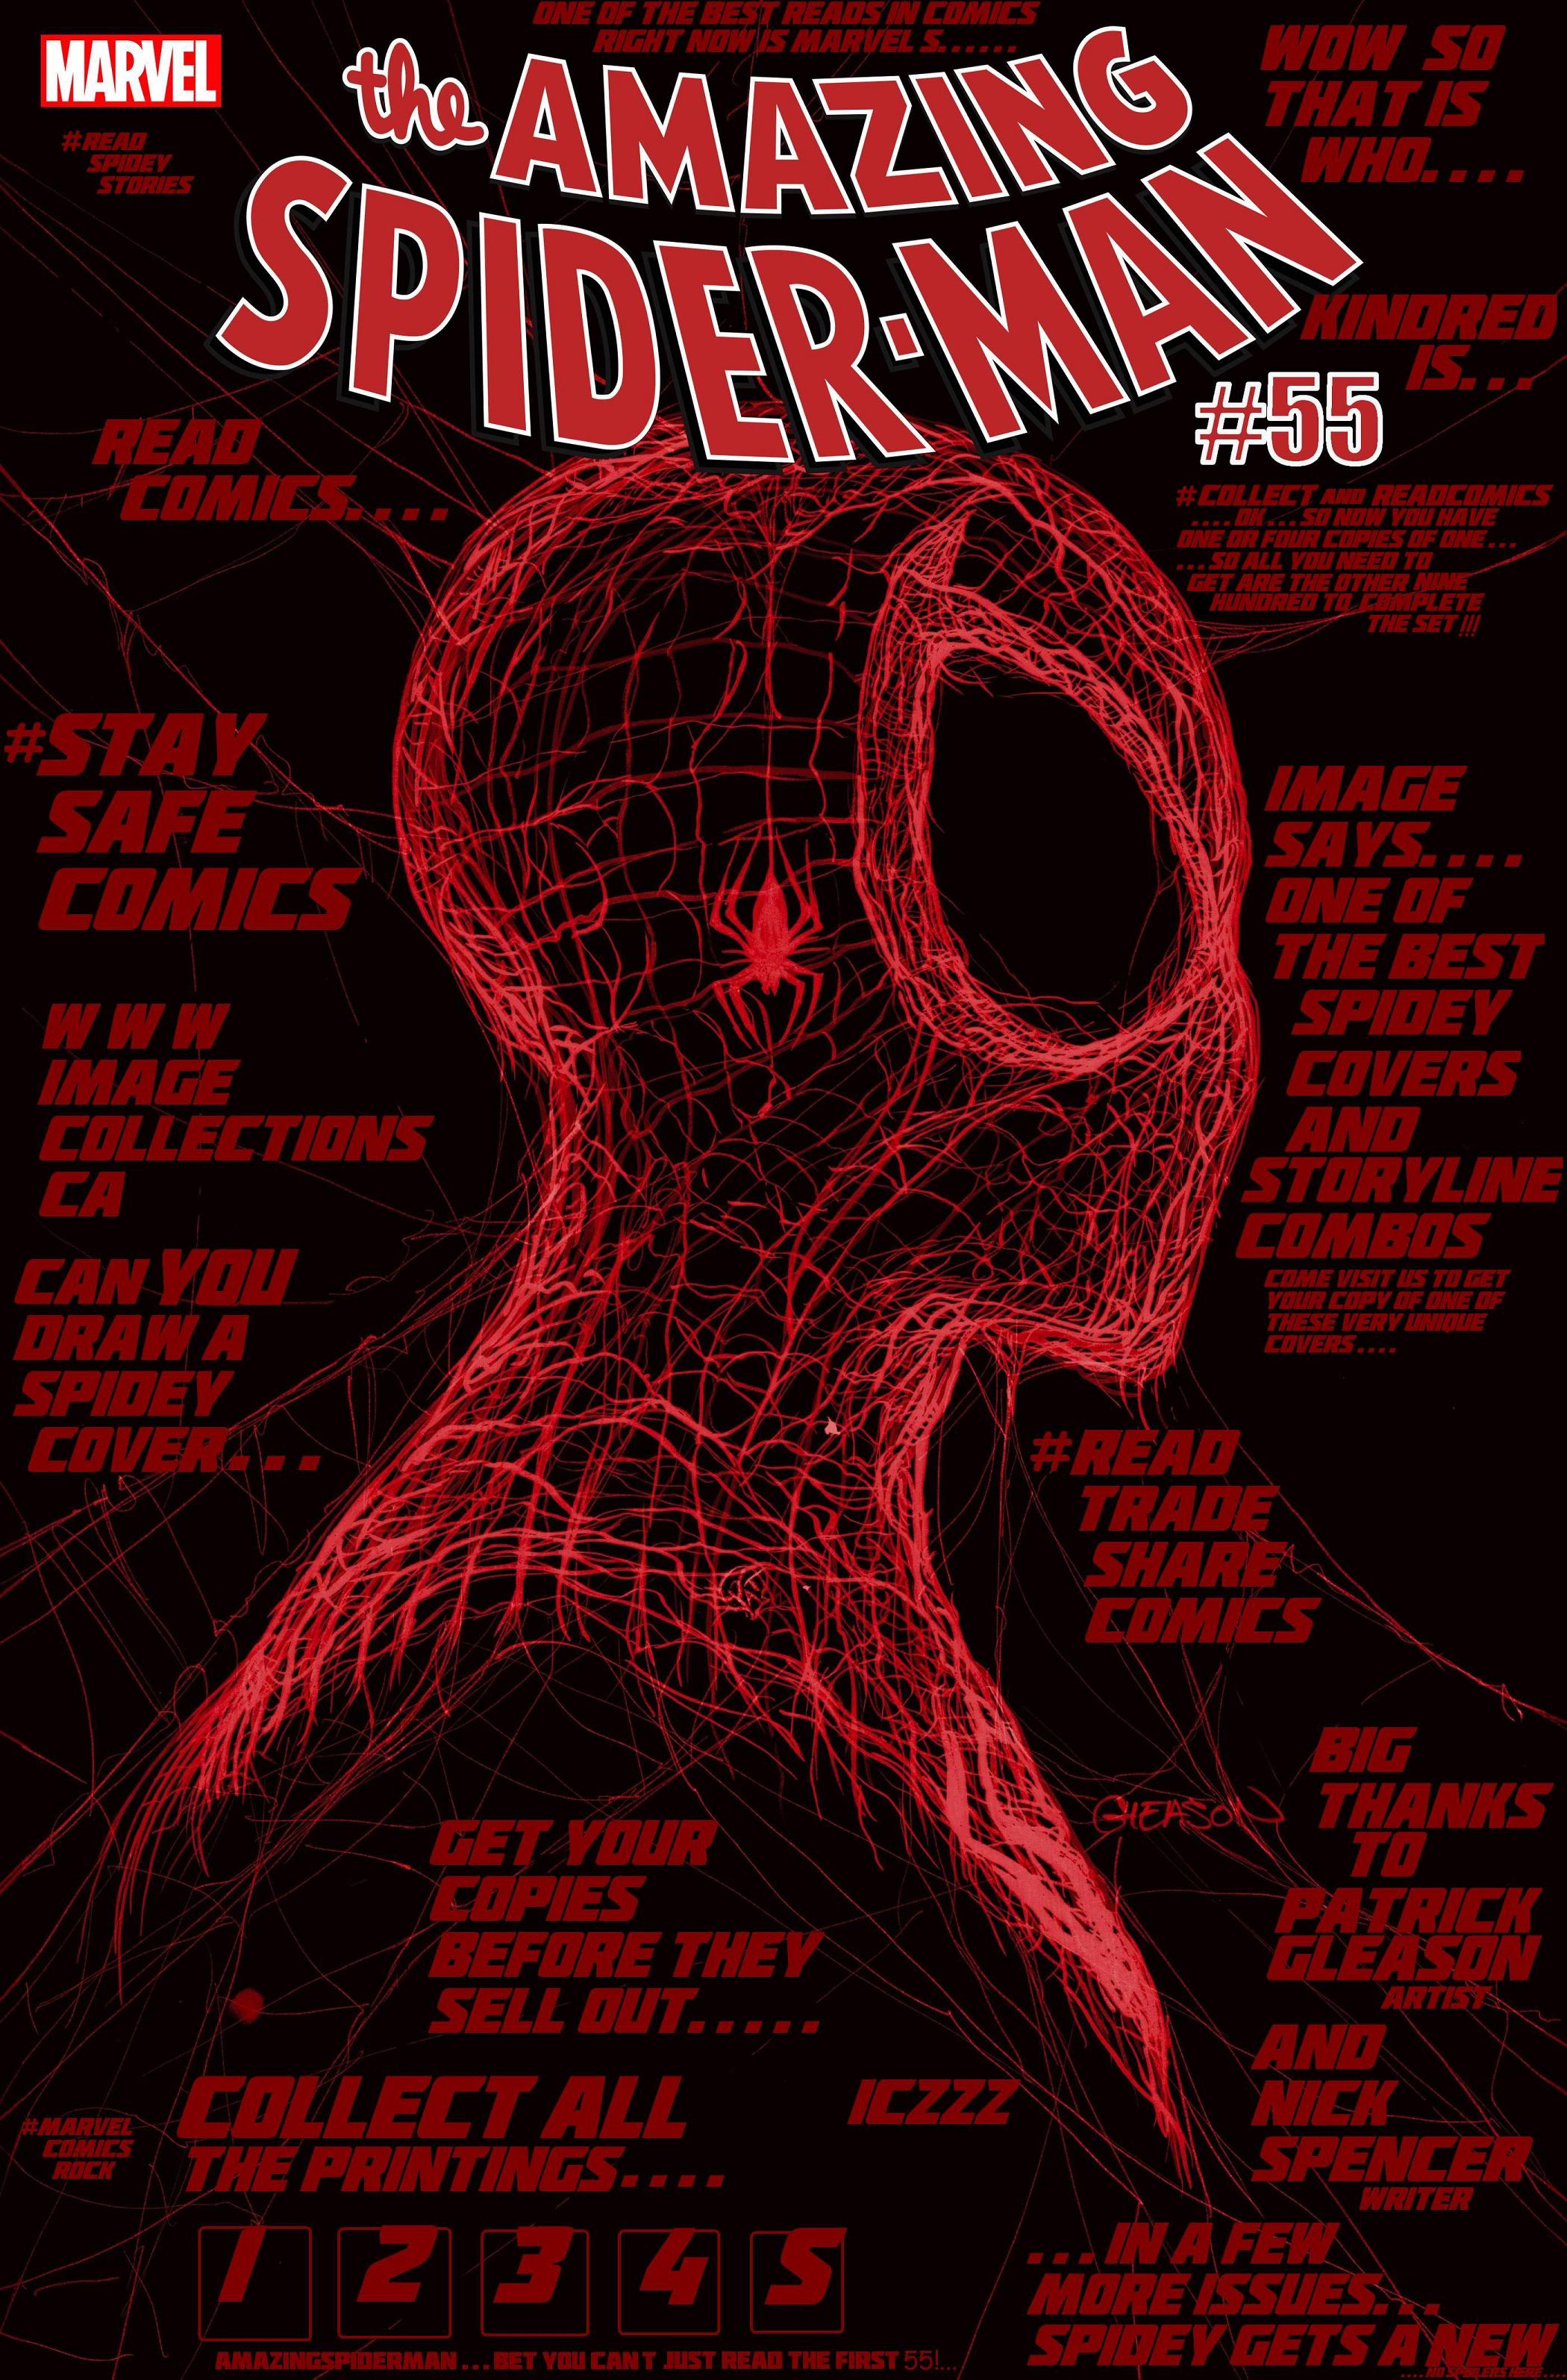 ONE OF THE BEST READS IN COMICS
RIGHT NOW IS MARVEL S......
MARVEL
the AMAZING
SPIDER-MAN
#55
#READ
SPIDEY
STORIES
WOW SO
THAT IS
WHO....
KINDRED
IS...
READ
COMICS....
#COLLECT AND READCOMICS
....OK...SO NOW YOU HAVE
ONE OR FOUR COPIES OF ONE...
....SO ALL YOU NEED TO
GET ARE THE OTHER NINE
HUNDRED TO COMPLETE
THE SET!!!
#STAY
SAFE
COMICS
IMAGE
SAYS....
ONE OF
THE BEST
SPIDEY
COVERS
AND
STORYLINE
COMBOS
COME VISIT US TO GET
YOUR COPY OF ONE OF
THESE VERY UNIQUE
COVERS....
W W W
IMAGE
COLLECTIONS
CA
CAN YOU
DRAW A
SPIDEY
COVER...
#READ
TRADE
SHARE
COMICS
GLEASON
BIG
THANKS
TO
PATRICK
GLEASON
ARTIST
AND
NICK
SPENCER
WRITER
GET YOUR
COPIES
BEFORE THEY
SELL OUT.....
#MARVEL
COMICS
ROCK
COLLECT ALL
THE PRINTINGS....
ICZZZ
1 2 3 4 5
AMAZINGSPIDERMAN...BET YOU CAN T JUST READ THE FIRST 55!...
...IN A FEW
MORE ISSUES...
SPIDEY GETS A NEW
....NO SPOILERS HERE...